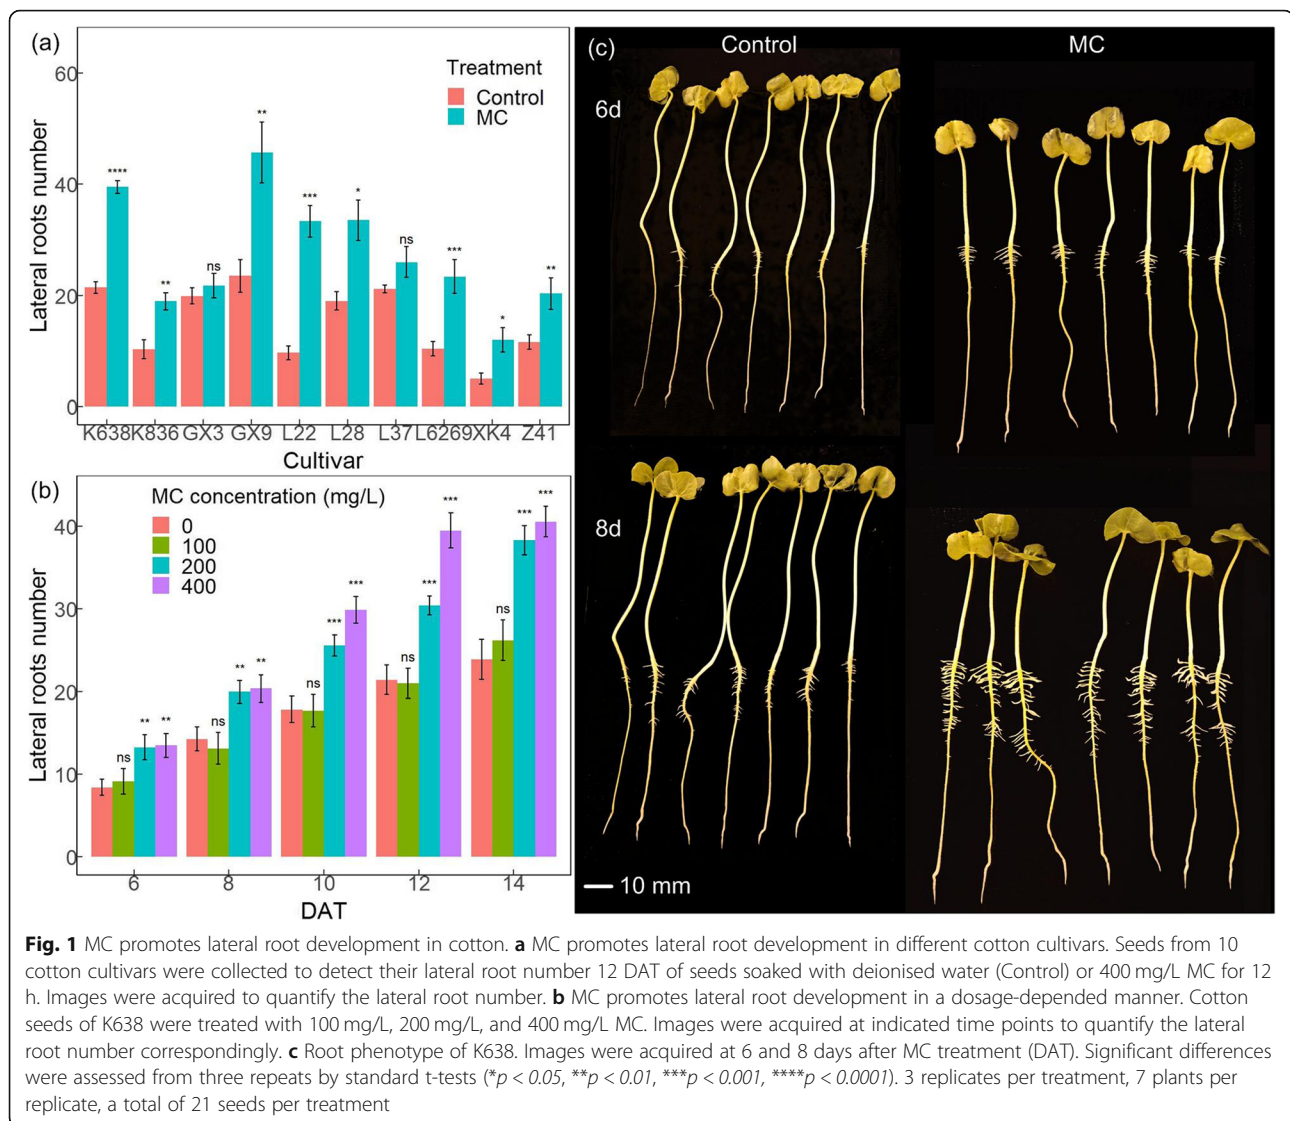 (a)
60
40
20
0
Lateral roots number
Treatment
Control
MC
****
**
ns
**
***
*
ns
***
*
**
K638 K836 GX3 GX9 L22 L28 L37 L6269 XK4 Z41
Cultivar
(b)
MC concentration (mg/L)
0
100
200
400
40
30
20
10
0
Lateral roots number
ns ** **
ns ** **
ns *** ***
ns *** ***
ns *** ***
6 8 10 12 14
DAT
(c)
Control MC
6d
8d
10 mm
Fig. 1 MC promotes lateral root development in cotton. a MC promotes lateral root development in different cotton cultivars. Seeds from 10
cotton cultivars were collected to detect their lateral root number 12 DAT of seeds soaked with deionised water (Control) or 400 mg/L MC for 12
h. Images were acquired to quantify the lateral root number. b MC promotes lateral root development in a dosage-depended manner. Cotton
seeds of K638 were treated with 100 mg/L, 200 mg/L, and 400 mg/L MC. Images were acquired at indicated time points to quantify the lateral
root number correspondingly. c Root phenotype of K638. Images were acquired at 6 and 8 days after MC treatment (DAT). Significant differences
were assessed from three repeats by standard t-tests (*p < 0.05, **p < 0.01, ***p < 0.001, ****p < 0.0001). 3 replicates per treatment, 7 plants per
replicate, a total of 21 seeds per treatment